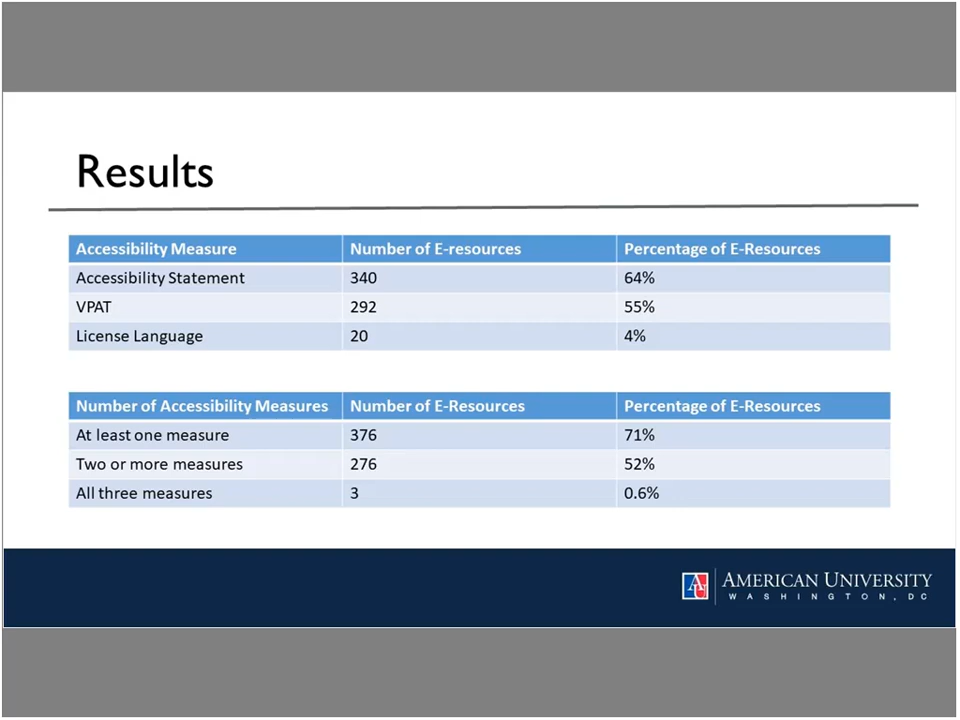 Results
Accessibility Measure Number of E-resources Percentage of E-Resources
Accessibility Statement 340 64%
VPAT 292 55%
License Language 20 4%
Number of Accessibility Measures Number of E-Resources Percentage of E-Resources
At least one measure 376 71%
Two or more measures 276 52%
All three measures 3 0.6%
AU AMERICAN UNIVERSITY
WASHINGTON, DC